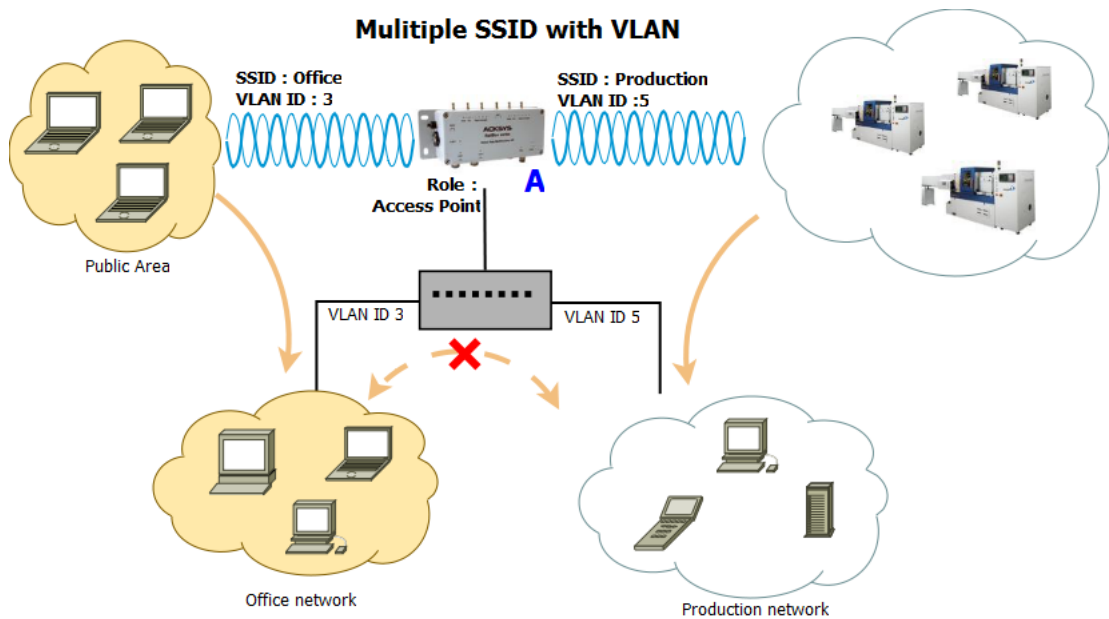 Mulitiple SSID with VLAN
SSID : Office
VLAN ID : 3
SSID : Production
VLAN ID :5
ACKSYS
A
Role :
Access Point
Public Area
VLAN ID 3
VLAN ID 5
Office network
Production network